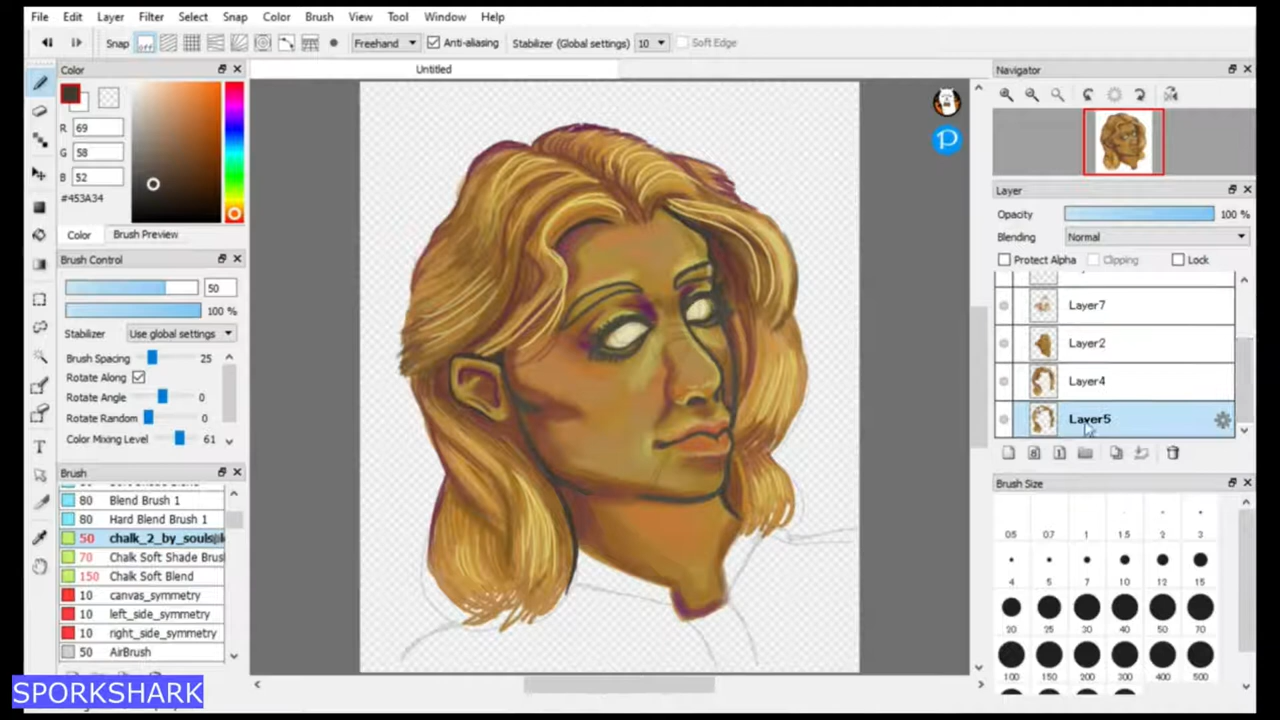 File Edit Layer Filter Select Snap Color Brush View Tool Window Help
Snap off Freehand Anti-aliasing Stabilizer (Global settings) 10 Soft Edge
Color
Untitled
Navigator
R 69
G 58
B 52
#453A34
Color Brush Preview
Layer
Opacity 100 %
Blending Normal
Protect Alpha Clipping Lock
Brush Control
50
100 %
Stabilizer Use global settings
Brush Spacing 25
Rotate Along
Rotate Angle 0
Rotate Random 0
Color Mixing Level 61
Layer7
Layer2
Layer4
Layer5
Brush
80 Blend Brush 1
80 Hard Blend Brush 1
50 chalk_2_by_souls
70 Chalk Soft Shade Brus
150 Chalk Soft Blend
10 canvas_symmetry
10 left_side_symmetry
10 right_side_symmetry
50 AirBrush
Brush Size
0.5 0.7 1 1.5 2 3
4 5 7 10 12 15
20 25 30 40 50 70
100 150 200 300 400 500
SPORKSHARK